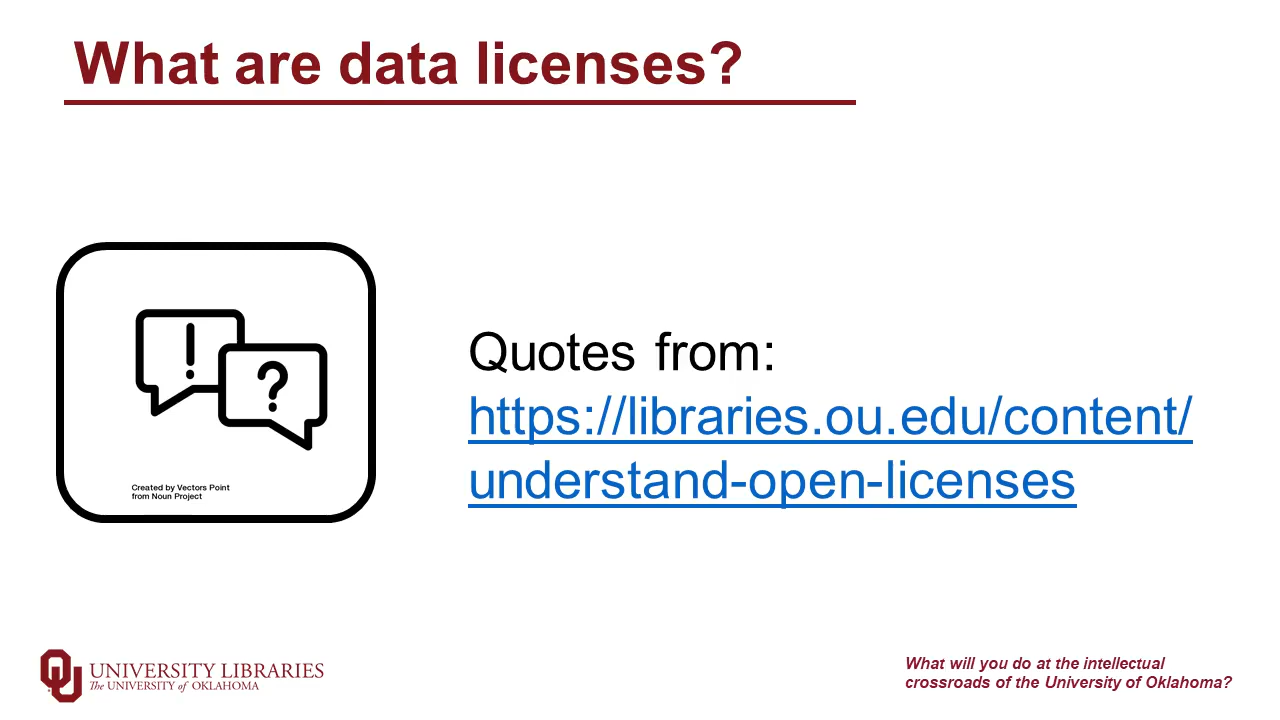 What are data licenses?
!
?
Created by Vectors Point
from Noun Project
Quotes from:
https://libraries.ou.edu/content/
understand-open-licenses
OU
UNIVERSITY LIBRARIES
The UNIVERSITY of OKLAHOMA
What will you do at the intellectual
crossroads of the University of Oklahoma?